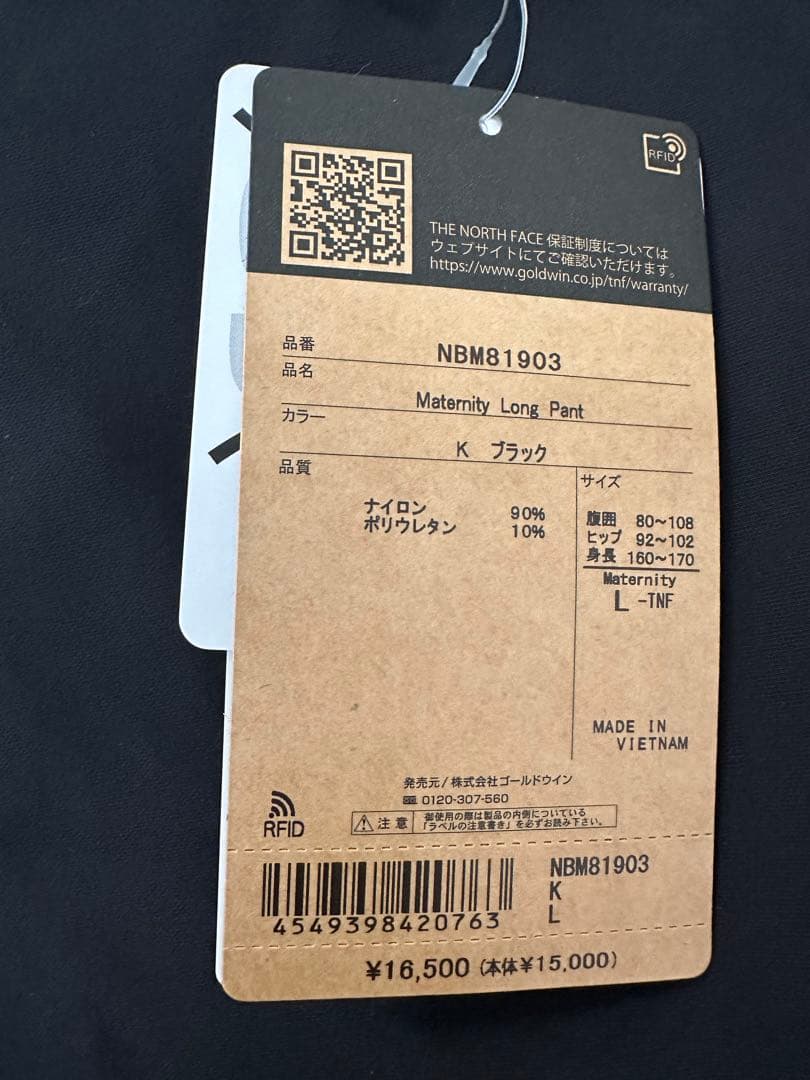 RFID
THE NORTH FACE 保証制度については
ウェブサイトにてご確認いただけます。
https://www.goldwin.co.jp/tnf/warranty/
品番 NBM81903
品名 Maternity Long Pant
カラー K ブラック
品質
ナイロン 90%
ポリウレタン 10%
サイズ
腹囲 80~108
ヒップ 92~102
身長 160~170
Maternity
L -TNF
MADE IN
VIETNAM
発売元/株式会社ゴールドウイン
0120-307-560
RFID
注意 御使用の際は製品の内側についている
「ラベルの注意書き」を必ずお読み下さい。
NBM81903
K
L
4549398420763
¥16,500 (本体¥15,000)